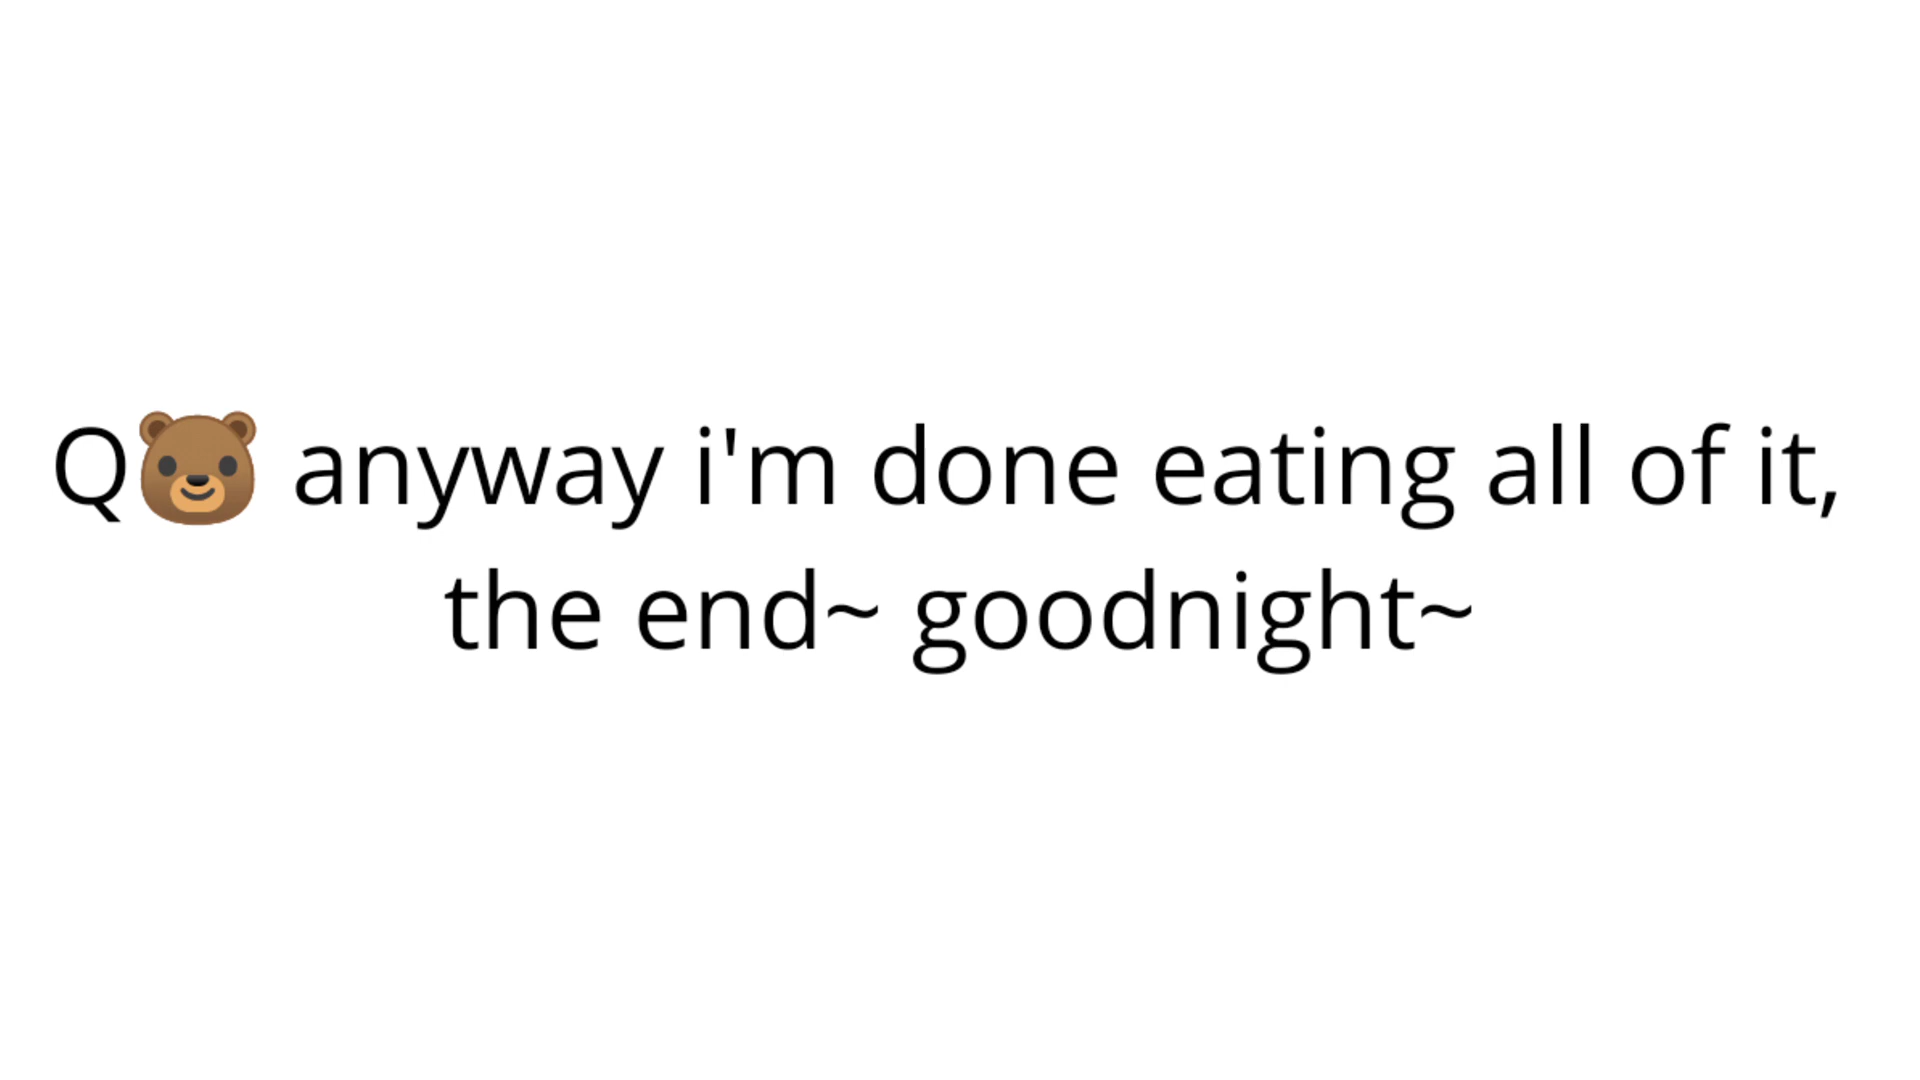 Q🐻 anyway i'm done eating all of it,
the end~ goodnight~